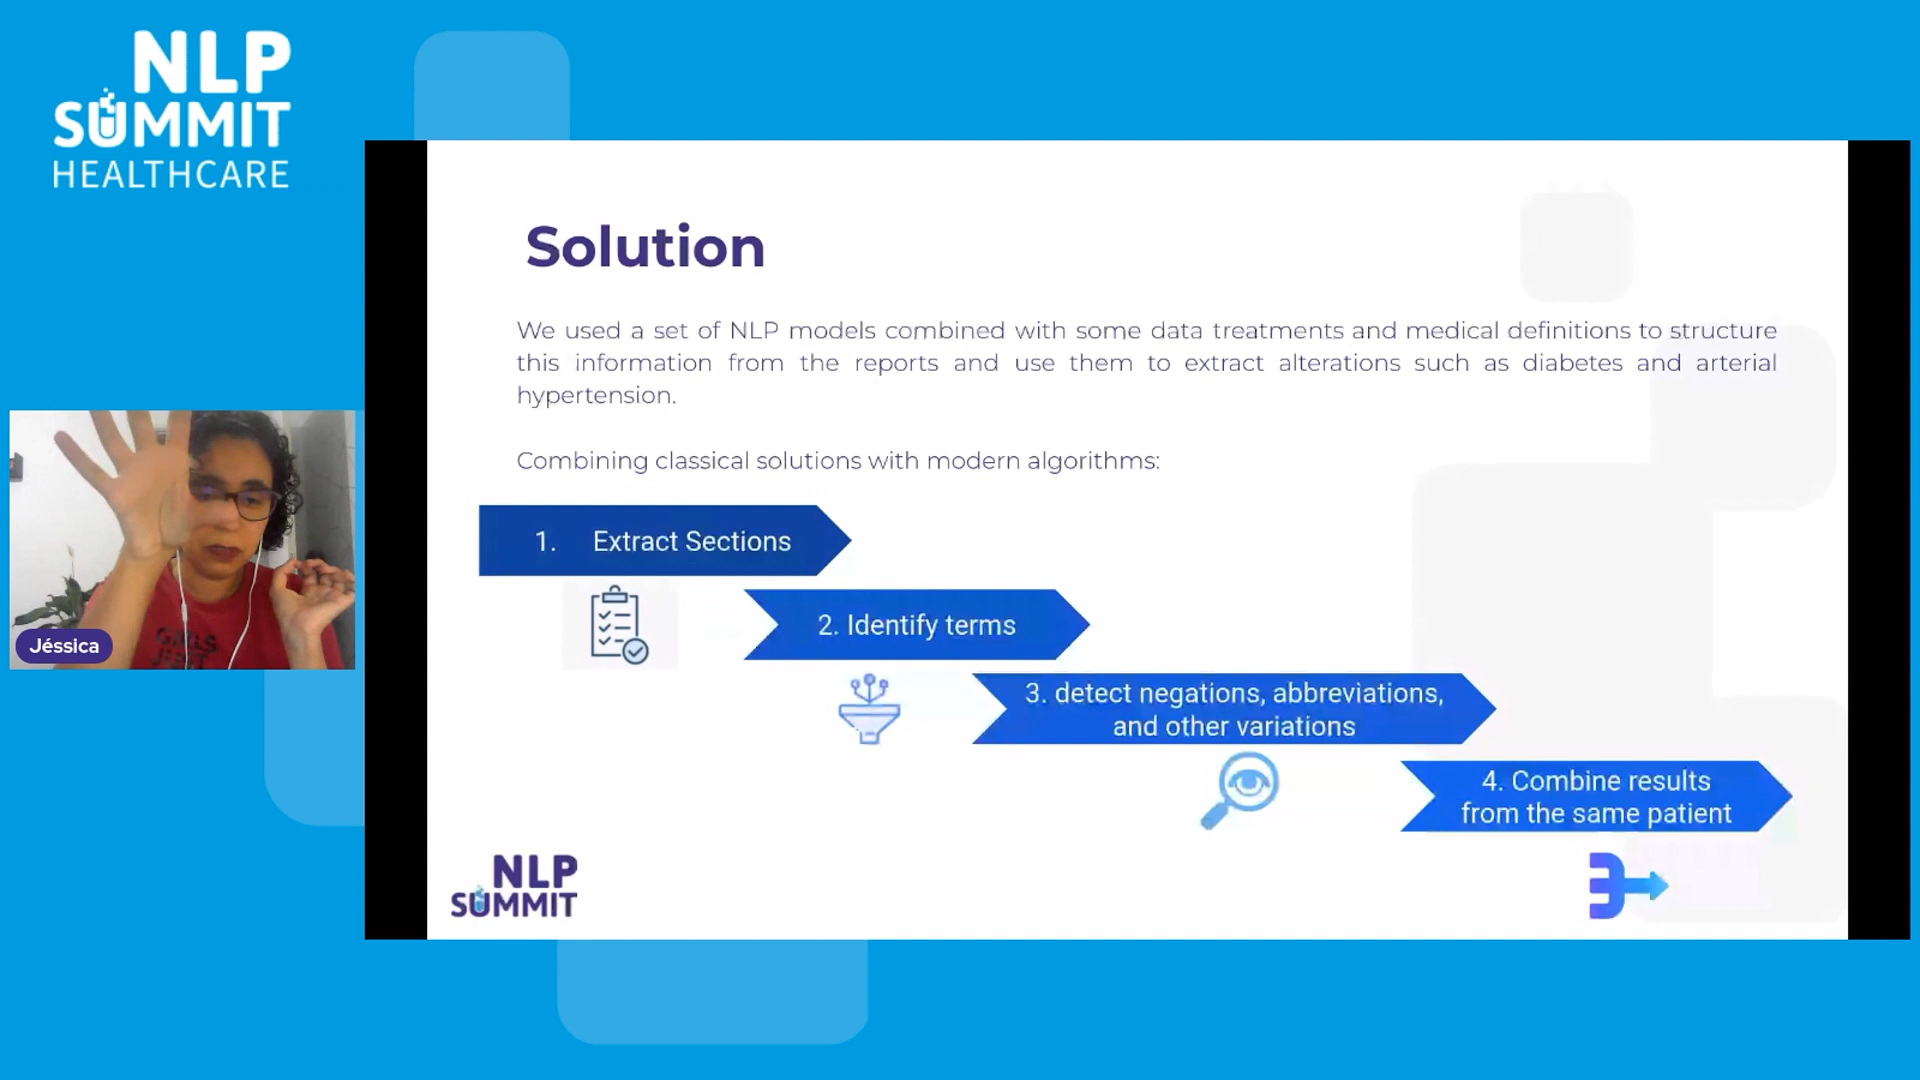 NLP
SUMMIT
HEALTHCARE
Solution
We used a set of NLP models combined with some data treatments and medical definitions to structure
this information from the reports and use them to extract alterations such as diabetes and arterial
hypertension.
Combining classical solutions with modern algorithms:
1. Extract Sections
2. Identify terms
3. detect negations, abbreviations,
and other variations
4. Combine results
from the same patient
Jéssica
NLP
SUMMIT